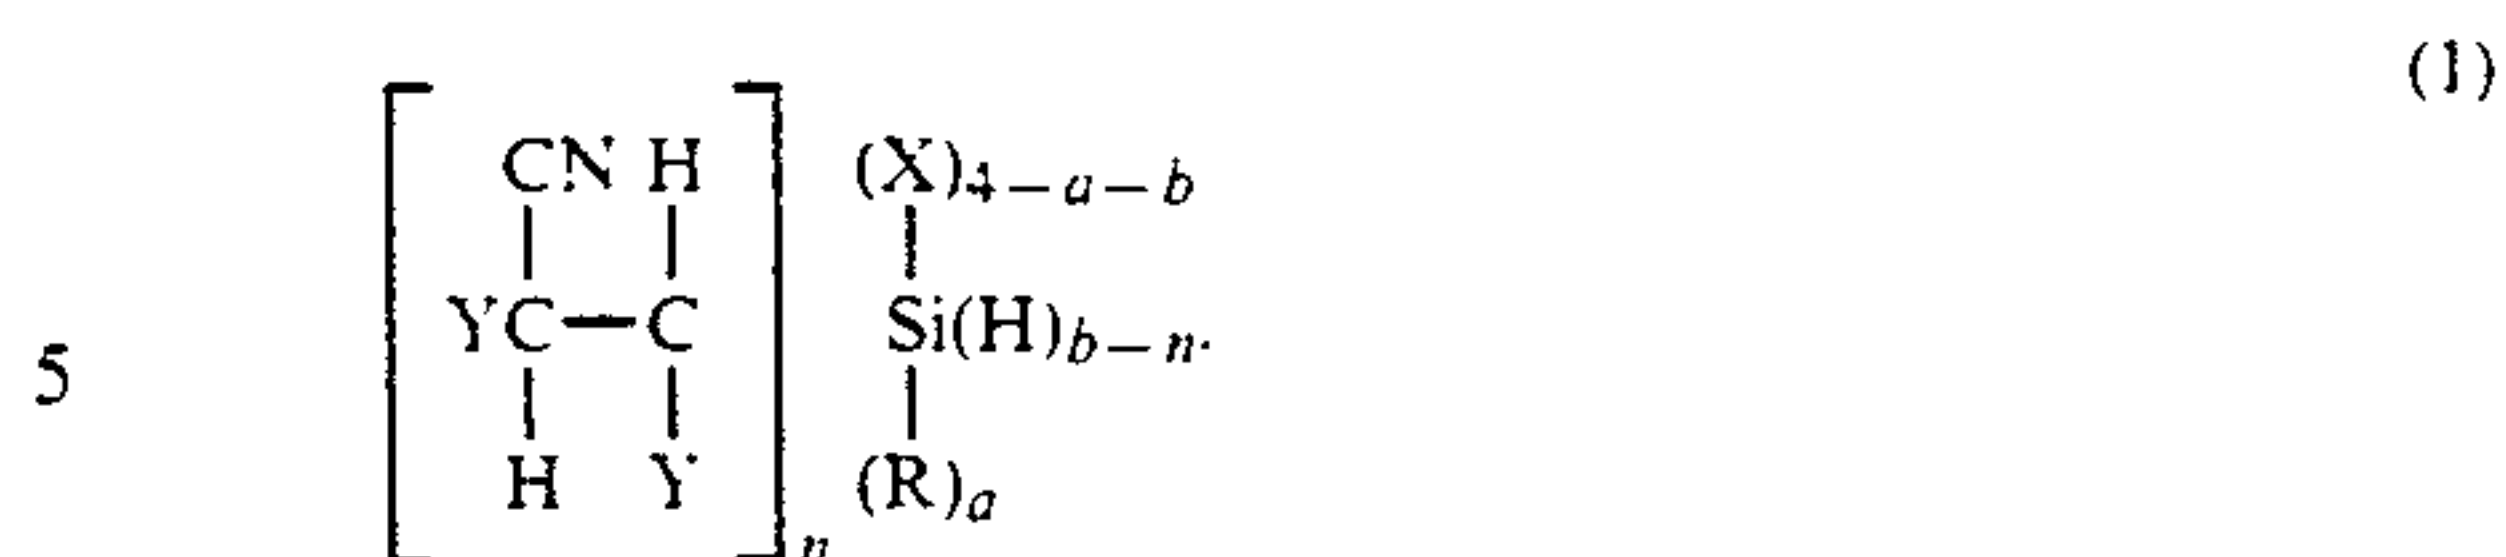 (1)
CN H (X)4—a—b
YC—C Si(H)b—n.
5
H Y (R)a
n